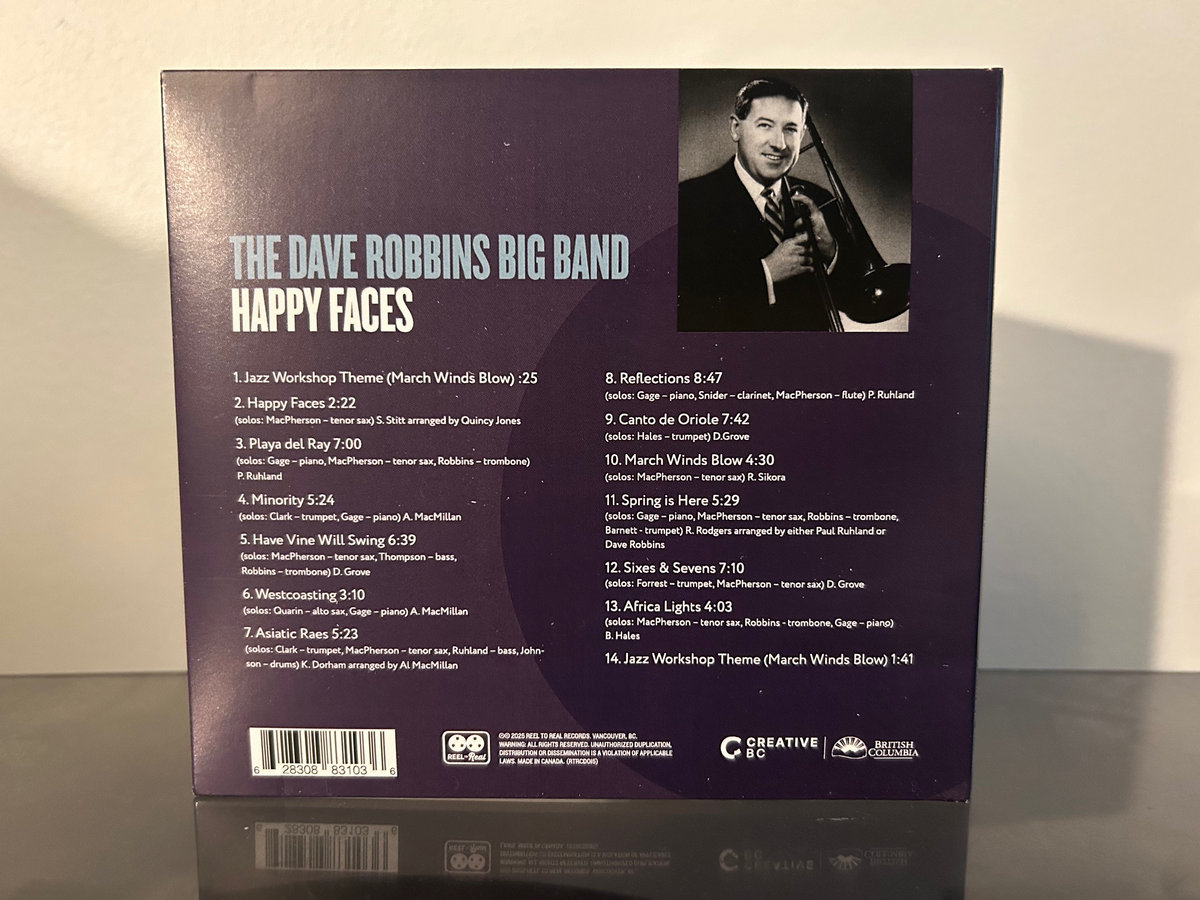 THE DAVE ROBBINS BIG BAND
HAPPY FACES
1. Jazz Workshop Theme (March Winds Blow) :25
2. Happy Faces 2:22
(solos: MacPherson – tenor sax) S. Stitt arranged by Quincy Jones
3. Playa del Ray 7:00
(solos: Gage – piano, MacPherson – tenor sax, Robbins – trombone)
P. Ruhland
4. Minority 5:24
(solos: Clark – trumpet, Gage – piano) A. MacMillan
5. Have Vine Will Swing 6:39
(solos: MacPherson – tenor sax, Thompson – bass,
Robbins – trombone) D. Grove
6. Westcoasting 3:10
(solos: Quarin – alto sax, Gage – piano) A. MacMillan
7. Asiatic Raes 5:23
(solos: Clark – trumpet, MacPherson – tenor sax, Ruhland – bass, John-
son – drums) K. Dorham arranged by Al MacMillan
8. Reflections 8:47
(solos: Gage – piano, Snider – clarinet, MacPherson – flute) P. Ruhland
9. Canto de Oriole 7:42
(solos: Hales – trumpet) D.Grove
10. March Winds Blow 4:30
(solos: MacPherson – tenor sax) R. Sikora
11. Spring is Here 5:29
(solos: Gage – piano, MacPherson – tenor sax, Robbins – trombone,
Barnett - trumpet) R. Rodgers arranged by either Paul Ruhland or
Dave Robbins
12. Sixes & Sevens 7:10
(solos: Forrest – trumpet, MacPherson – tenor sax) D. Grove
13. Africa Lights 4:03
(solos: MacPherson – tenor sax, Robbins - trombone, Gage – piano)
B. Hales
14. Jazz Workshop Theme (March Winds Blow) 1:41
6 28308 83103 6
REEL to Real
℗© 2025 REEL TO REAL RECORDS. VANCOUVER, BC.
WARNING: ALL RIGHTS RESERVED. UNAUTHORIZED DUPLICATION,
DISTRIBUTION OR DISSEMINATION IS A VIOLATION OF APPLICABLE
LAWS. MADE IN CANADA. (RTRCD015)
CREATIVE
BC
BRITISH
COLUMBIA